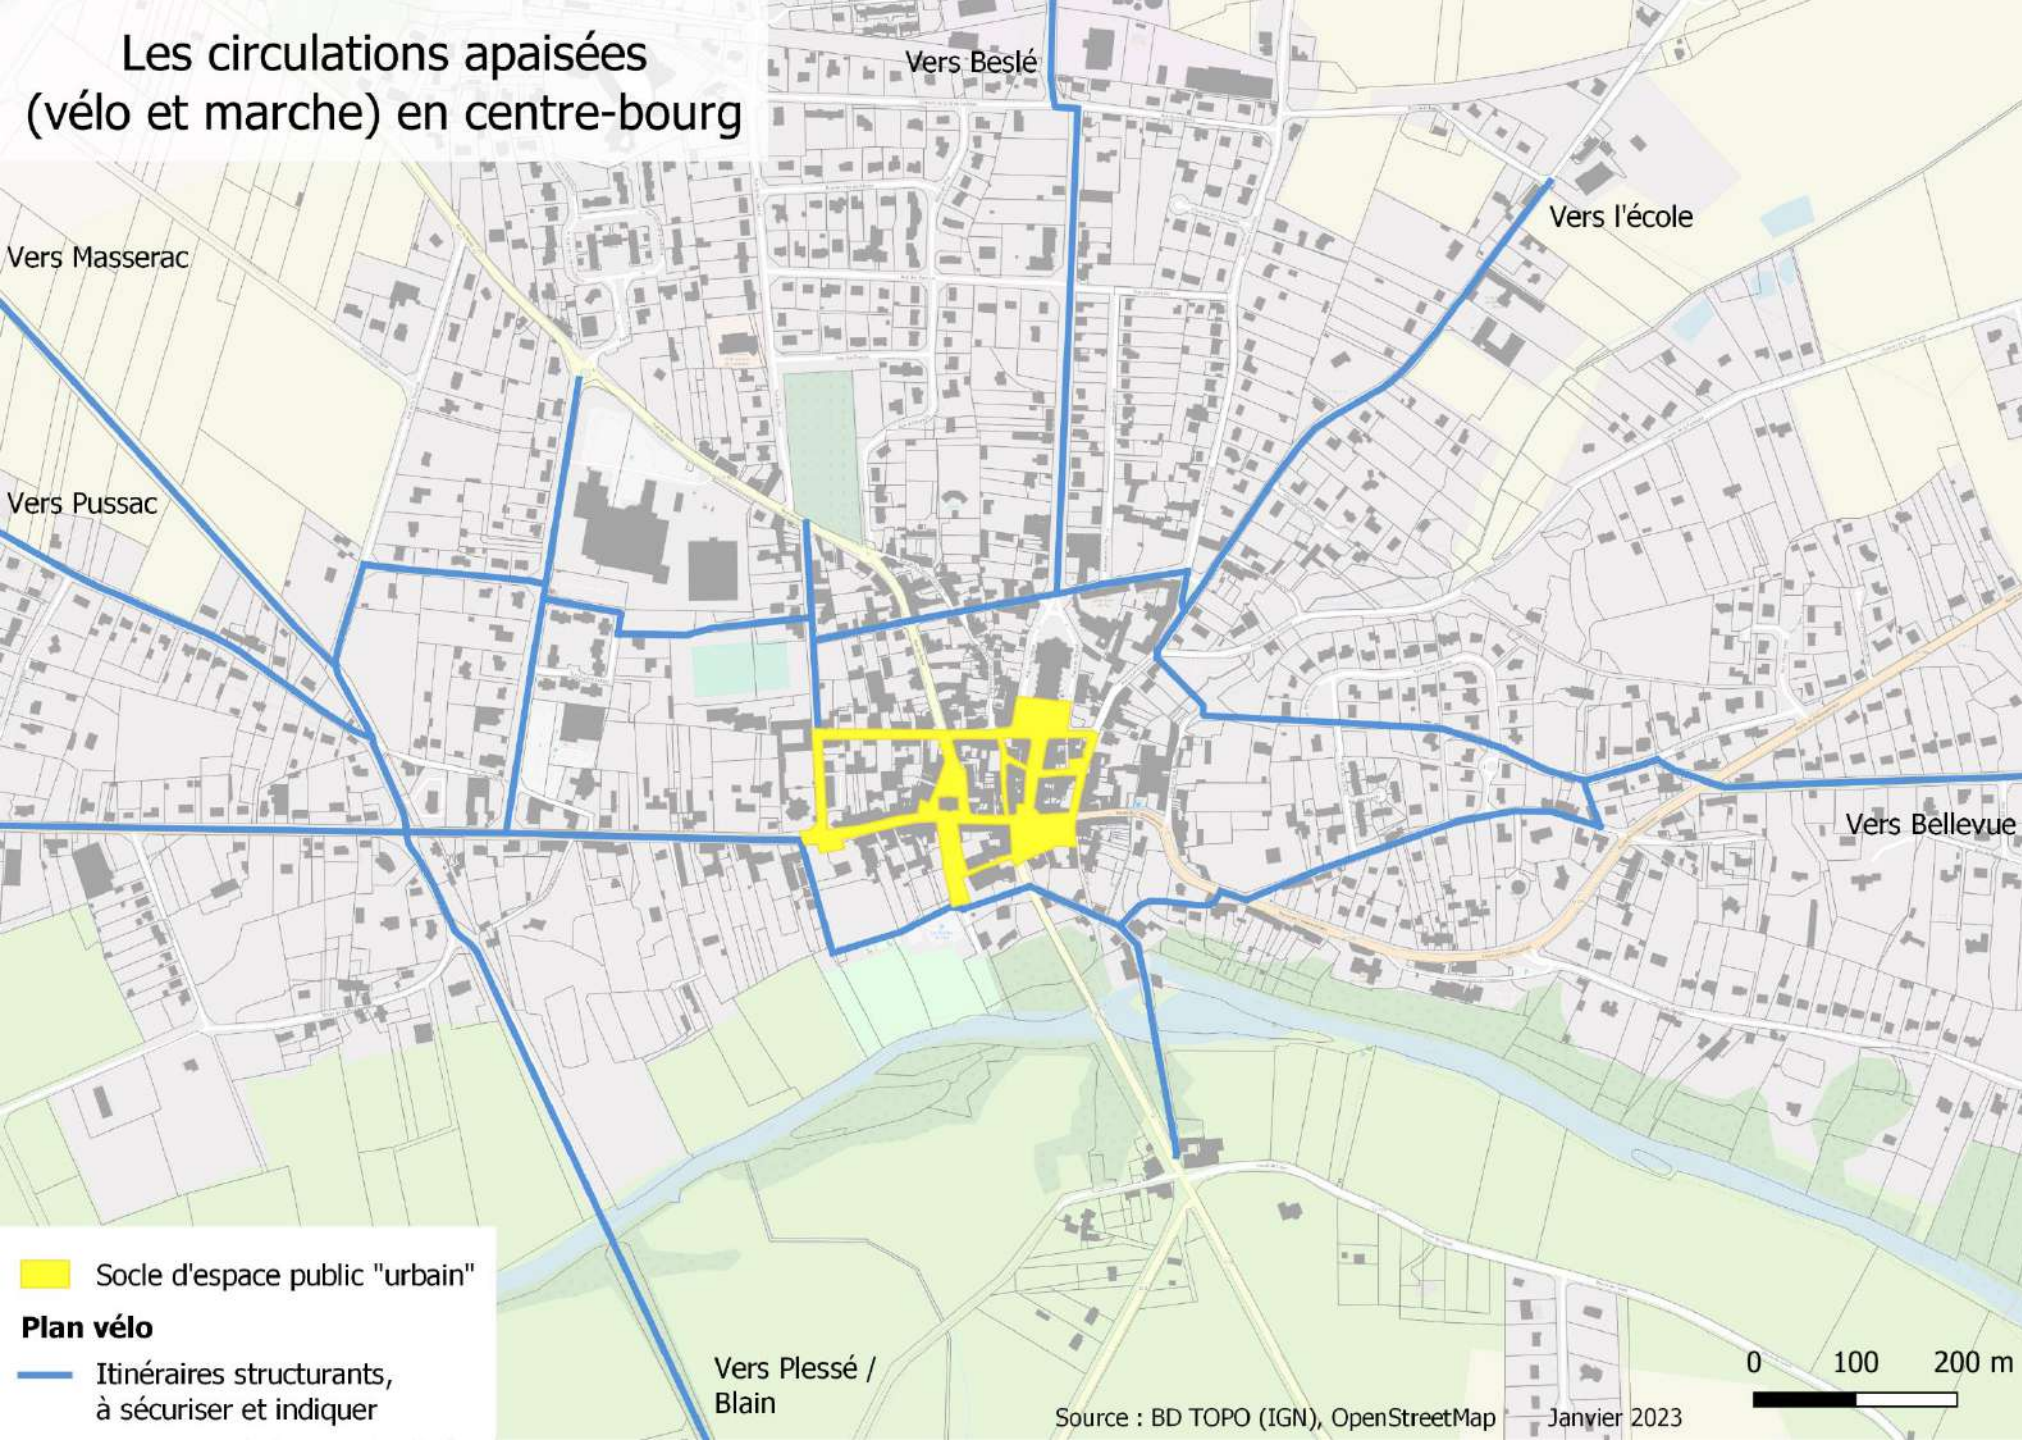 Les circulations apaisées
(vélo et marche) en centre-bourg
Vers Beslé
Vers l'école
Vers Masserac
Vers Pussac
Vers Bellevue
Socle d'espace public "urbain"
Plan vélo
Itinéraires structurants,
à sécuriser et indiquer
Vers Plessé /
Blain
0 100 200 m
Source : BD TOPO (IGN), OpenStreetMap Janvier 2023